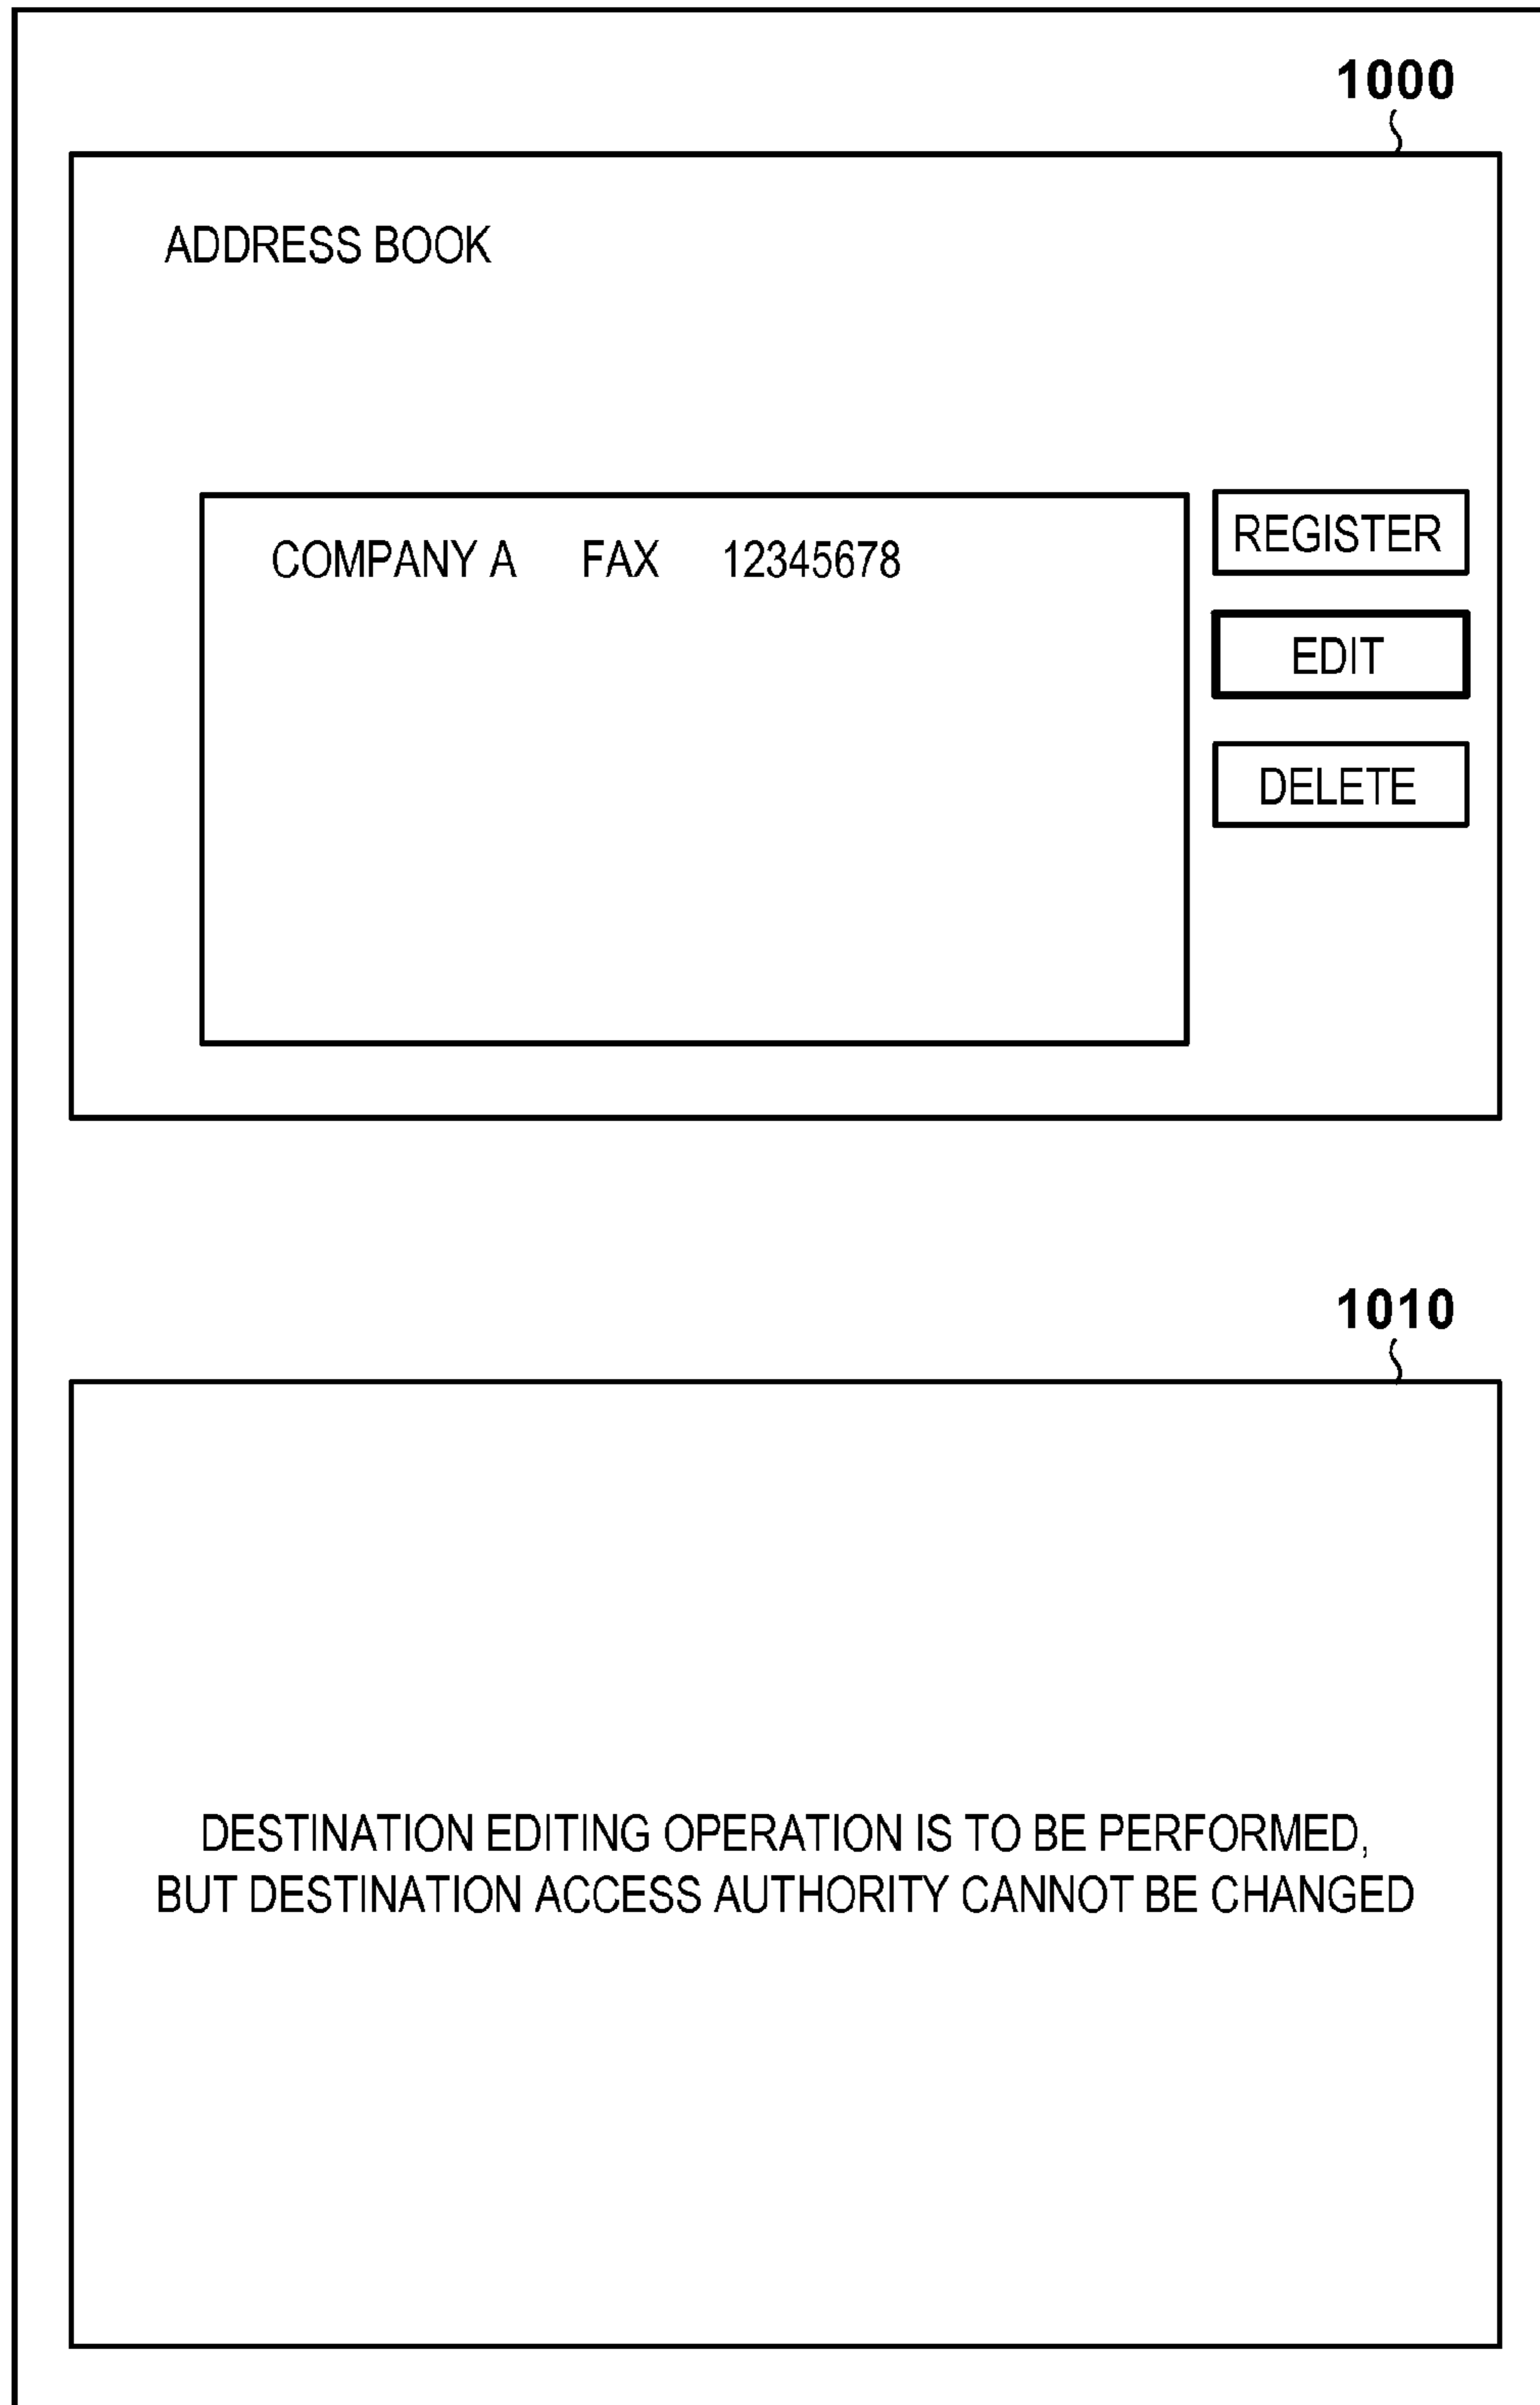 1000
ADDRESS BOOK
COMPANY A FAX 12345678
REGISTER
EDIT
DELETE
1010
DESTINATION EDITING OPERATION IS TO BE PERFORMED,
BUT DESTINATION ACCESS AUTHORITY CANNOT BE CHANGED